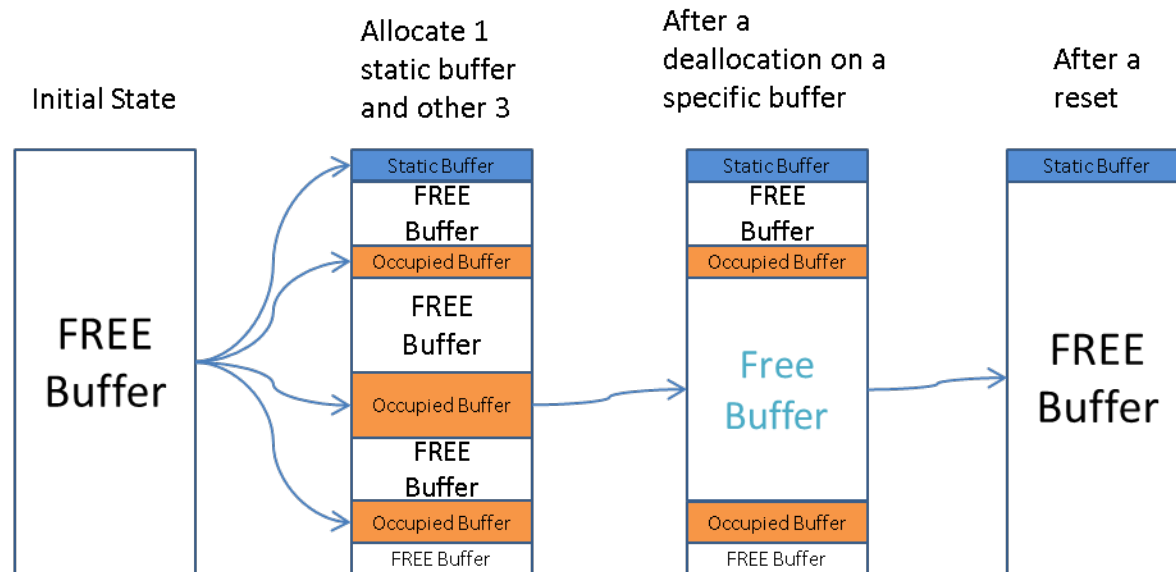 Initial State
FREE
Buffer
Allocate 1
static buffer
and other 3
Static Buffer
FREE
Buffer
Occupied Buffer
FREE
Buffer
Occupied Buffer
FREE
Buffer
Occupied Buffer
FREE Buffer
After a
deallocation on a
specific buffer
Static Buffer
FREE
Buffer
Occupied Buffer
Free
Buffer
Occupied Buffer
FREE Buffer
After a
reset
Static Buffer
FREE
Buffer